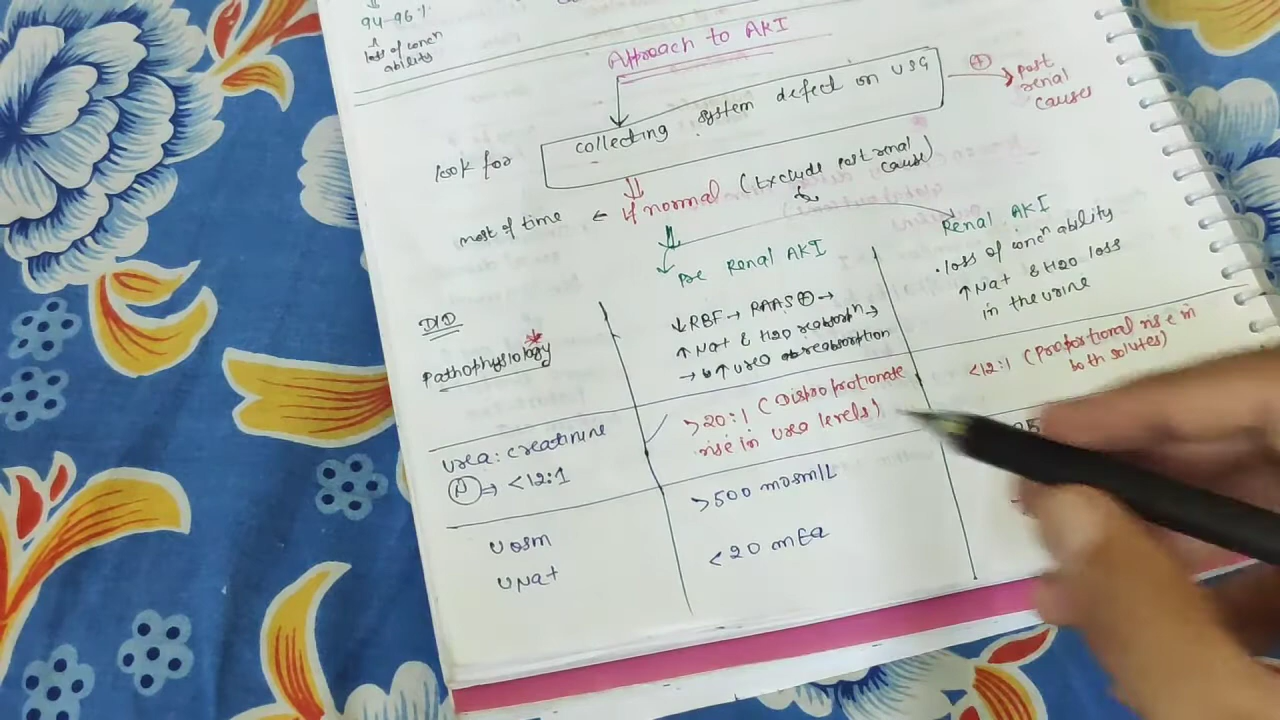 94-96%
loss of concn
ability
Approach to AKI
look for
collecting system defect on USG
(+)
post
renal
causes
most of time ← If normal (Exclude post renal
cause)
Pre Renal AKI
Renal AKI
D/D
Pathophysiology
↓RBF → RAAS(+) →
↑Na+ & H2O reabsorpn →
→ ↑ urea reabsorption
• loss of concn ability
↑Na+ & H2O loss
in the urine
urea: creatinine
(N) ⇒ <12:1
>20:1 (Disproportionate
rise in urea levels)
<12:1 (Proportional rise in
both solutes)
U osm
>500 mosm/L
U Na+
<20 mEq